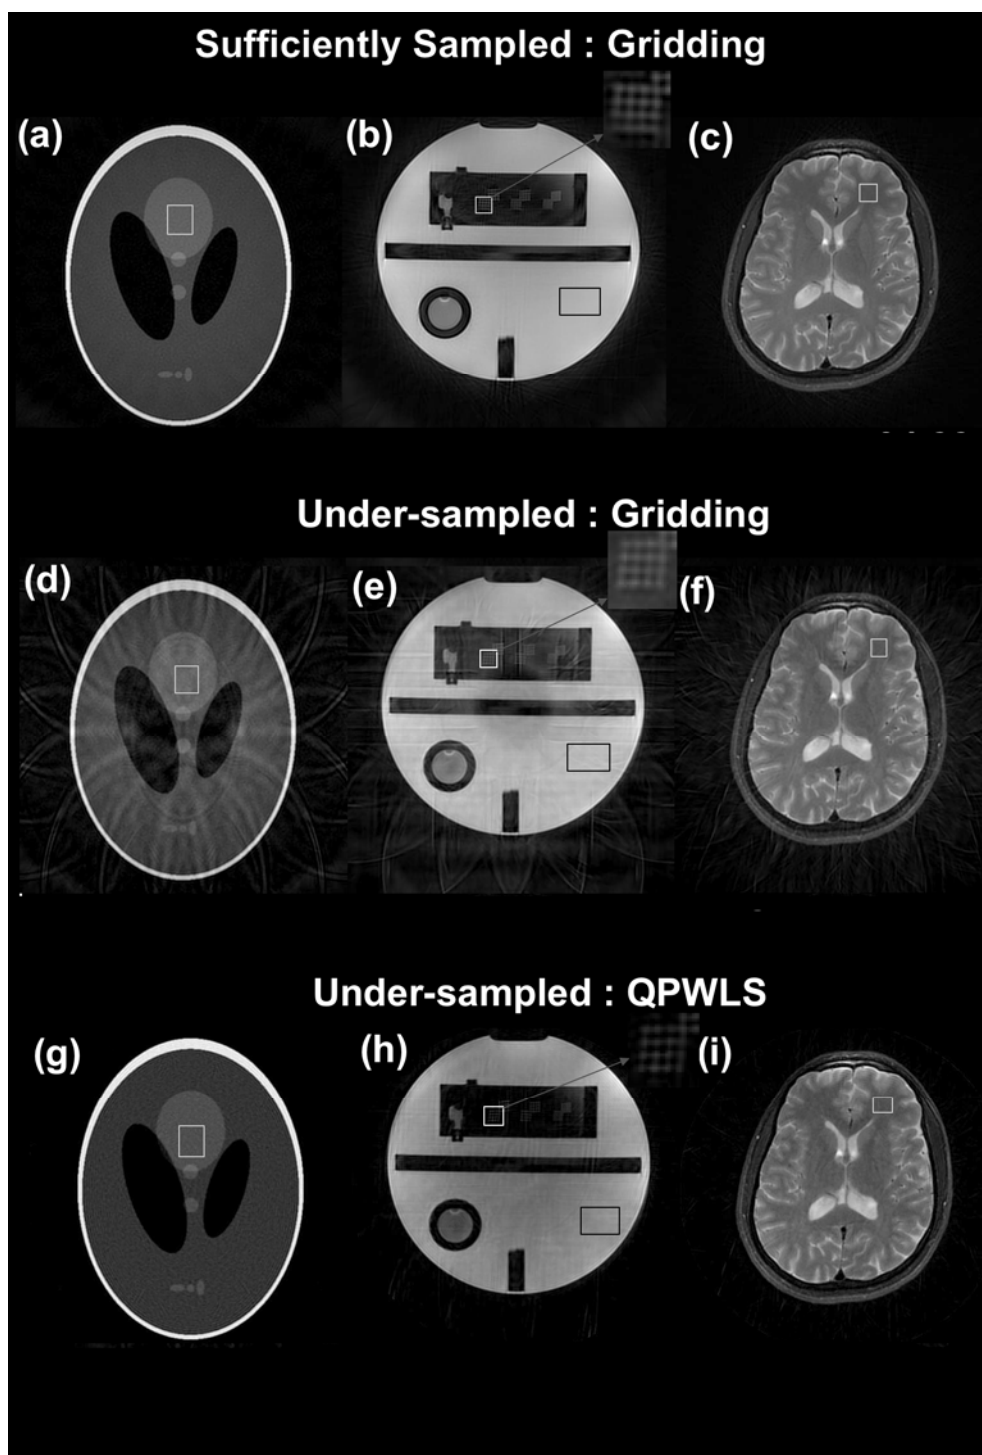 Sufficiently Sampled : Gridding
(a)
(b)
(c)
Under-sampled : Gridding
(d)
(e)
(f)
Under-sampled : QPWLS
(g)
(h)
(i)